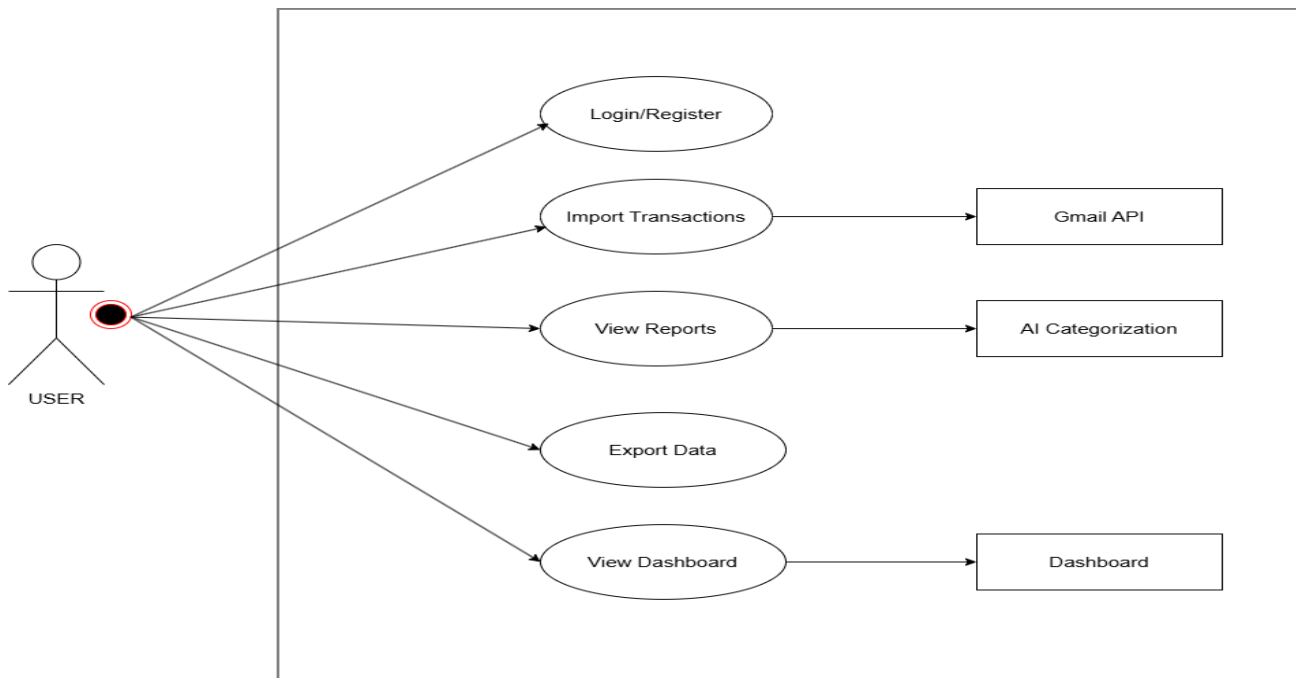 Login/Register
Import Transactions
Gmail API
View Reports
AI Categorization
USER
Export Data
View Dashboard
Dashboard